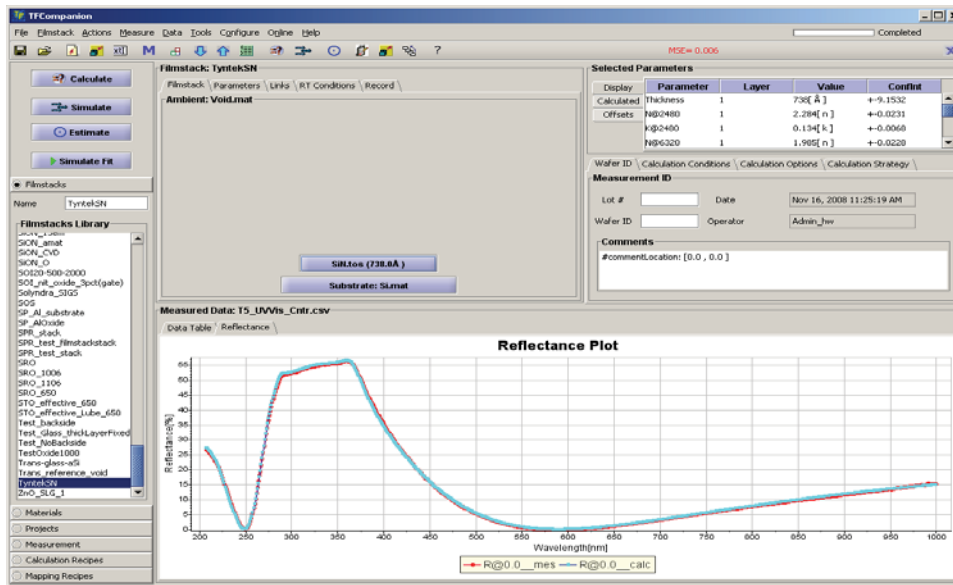 TFCompanion
File Filmstack Actions Measure Data Tools Configure Online Help
Completed
MSE= 0.006
Calculate
Simulate
Estimate
Simulate Fit
Filmstacks
Name TyntekSN
Filmstacks Library
SiON_amat
SiON_CVD
SiON_O
SOI20-500-2000
SOI_nit_oxide_3pct(gate)
Solyndra_SIGS
SOS
SP_Al_substrate
SP_AlOxide
SPR_stack
SPR_test_filmstackstack
SPR_test_stack
SRO
SRO_1006
SRO_1106
SRO_650
STO_effective_650
STO_effective_Lube_650
Test_backside
Test_Glass_thickLayerFixed
Test_NoBackside
TestOxide1000
Trans-glass-aSi
Trans_reference_void
TyntekSN
ZnO_SLG_1
Materials
Projects
Measurement
Calculation Recipes
Mapping Recipes
Filmstack: TyntekSN
Filmstack Parameters Links RT Conditions Record
Ambient: Void.mat
SiN.tos (738.0Å )
Substrate: Si.mat
Selected Parameters
Display
Calculated
Offsets
Parameter Layer Value ConfInt
Thickness 1 738[ Å ] +-9.1532
N@2480 1 2.284[ n ] +-0.0231
K@2480 1 0.134[ k ] +-0.0068
N@6320 1 1.985[ n ] +-0.0228
Wafer ID Calculation Conditions Calculation Options Calculation Strategy
Measurement ID
Lot # Date Nov 16, 2008 11:25:19 AM
Wafer ID Operator Admin_hw
Comments
#commentLocation: [0.0 , 0.0 ]
Measured Data: T5_UVVis_Cntr.csv
Data Table Reflectance
Reflectance Plot
Reflectance[%]
55
50
45
40
35
30
25
20
15
10
5
0
200 250 300 350 400 450 500 550 600 650 700 750 800 850 900 950 1000
Wavelength[nm]
R@0.0__mes R@0.0__calc